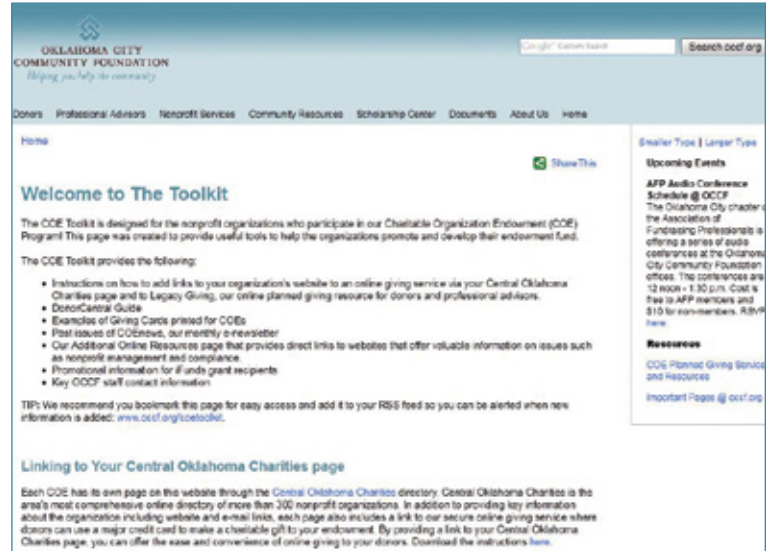 OKLAHOMA CITY
COMMUNITY FOUNDATION
Helping you help the community
Google™ Custom Search
Search occf.org
Donors Professional Advisors Nonprofit Services Community Resources Scholarship Center Documents About Us Home
Home
Share This
Welcome to The Toolkit
The COE Toolkit is designed for the nonprofit organizations who participate in our Charitable Organization Endowment (COE)
Program! This page was created to provide useful tools to help the organizations promote and develop their endowment fund.
The COE Toolkit provides the following:
• Instructions on how to add links to your organization's website to an online giving service via your Central Oklahoma
Charities page and to Legacy Giving, our online planned giving resource for donors and professional advisors.
• DonorCentral Guide
• Examples of Giving Cards printed for COEs
• Past issues of COEnews, our monthly e-newsletter
• Our Additional Online Resources page that provides direct links to websites that offer valuable information on issues such
as nonprofit management and compliance.
• Promotional information for iFunds grant recipients
• Key OCCF staff contact information
TIP: We recommend you bookmark this page for easy access and add it to your RSS feed so you can be alerted when new
information is added: www.occf.org/coetoolkit.
Linking to Your Central Oklahoma Charities page
Each COE has its own page on this website through the Central Oklahoma Charities directory. Central Oklahoma Charities is the
area's most comprehensive online directory of more than 300 nonprofit organizations. In addition to providing key information
about the organization including website and e-mail links, each page also includes a link to our secure online giving service where
donors can use a major credit card to make a charitable gift to your endowment. By providing a link to your Central Oklahoma
Charities page, you can offer the ease and convenience of online giving to your donors. Download the instructions here.
Smaller Type | Larger Type
Upcoming Events
AFP Audio Conference
Schedule @ OCCF
The Oklahoma City chapter o
the Association of
Fundraising Professionals is
offering a series of audio
conferences at the Oklahoma
City Community Foundation
offices. The conferences are
12 noon - 1:30 p.m. Cost is
free to AFP members and
$10 for non-members. RSVP
here.
Resources
COE Planned Giving Service
and Resources
Important Pages @ occf.org